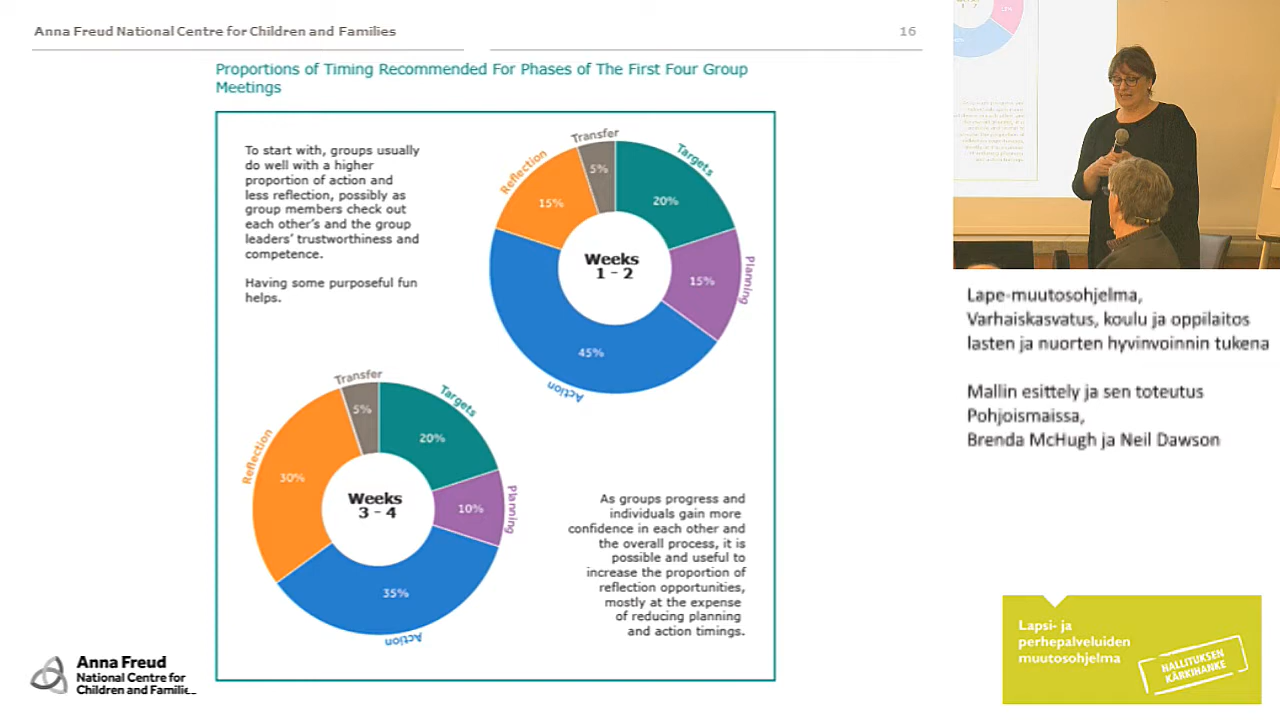 Anna Freud National Centre for Children and Families
16
Proportions of Timing Recommended For Phases of The First Four Group
Meetings
To start with, groups usually
do well with a higher
proportion of action and
less reflection, possibly as
group members check out
each other's and the group
leaders' trustworthiness and
competence.
Having some purposeful fun
helps.
Transfer
5%
Targets
20%
Planning
15%
Action
45%
Reflection
15%
Weeks
1 - 2
Transfer
5%
Targets
20%
Planning
10%
Action
35%
Reflection
30%
Weeks
3 - 4
As groups progress and
individuals gain more
confidence in each other and
the overall process, it is
possible and useful to
increase the proportion of
reflection opportunities,
mostly at the expense
of reducing planning
and action timings.
Anna Freud
National Centre for
Children and Families
Lape-muutosohjelma,
Varhaiskasvatus, koulu ja oppilaitos
lasten ja nuorten hyvinvoinnin tukena
Mallin esittely ja sen toteutus
Pohjoismaissa,
Brenda McHugh ja Neil Dawson
Lapsi- ja
perhepalveluiden
muutosohjelma
HALLITUKSEN
KÄRKIHANKE